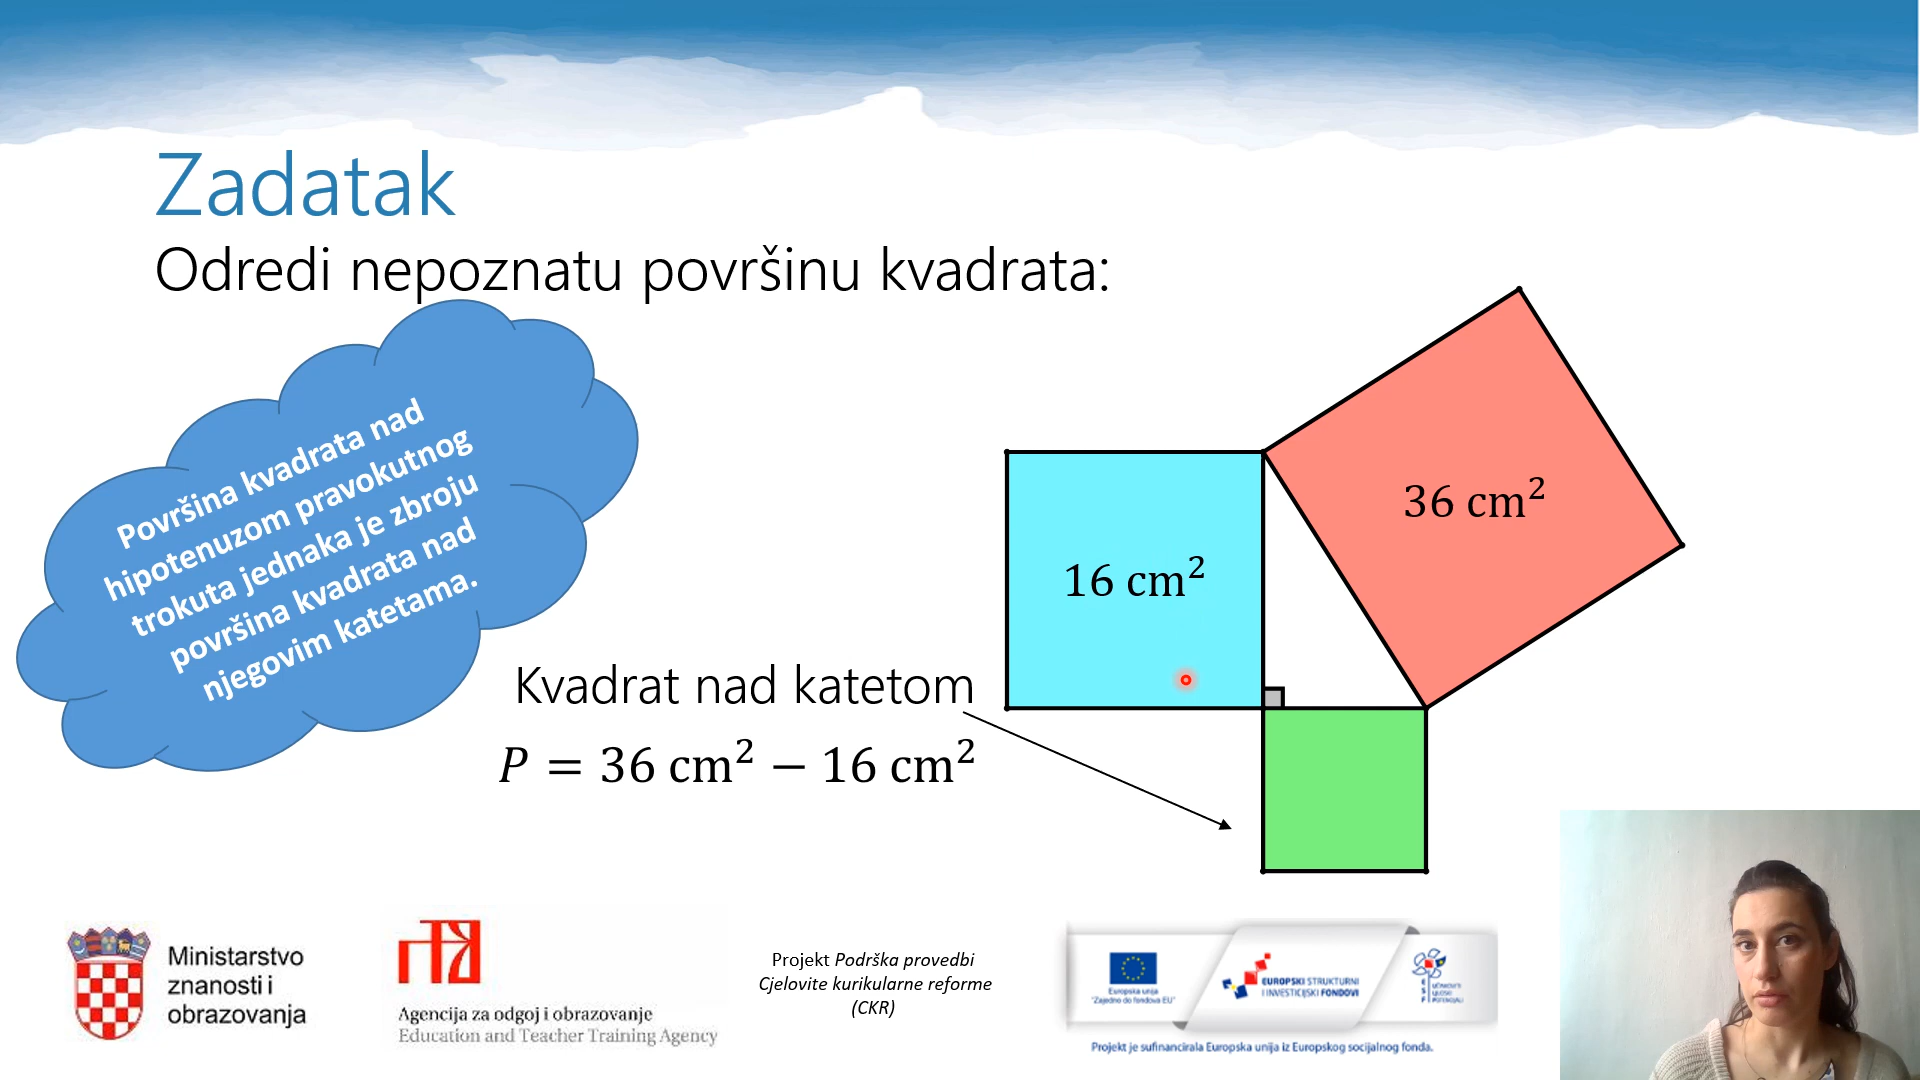 Zadatak
Odredi nepoznatu površinu kvadrata:
Površina kvadrata nad
hipotenuzom pravokutnog
trokuta jednaka je zbroju
površina kvadrata nad
njegovim katetama.
16 cm²
36 cm²
Kvadrat nad katetom
P = 36 cm² − 16 cm²
Ministarstvo
znanosti i
obrazovanja
Agencija za odgoj i obrazovanje
Education and Teacher Training Agency
Projekt Podrška provedbi
Cjelovite kurikularne reforme
(CKR)
Europska unija
"Zajedno do fondova EU"
EUROPSKI STRUKTURNI
I INVESTICIJSKI FONDOVI
Projekt je sufinancirala Europska unija iz Europskog socijalnog fonda.